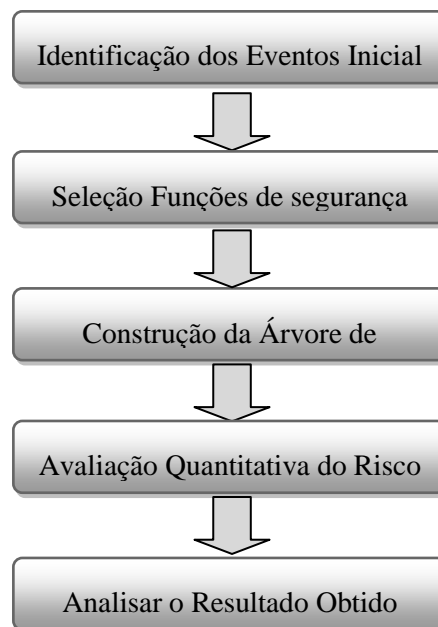 Identificação dos Eventos Inicial
Seleção Funções de segurança
Construção da Árvore de
Avaliação Quantitativa do Risco
Analisar o Resultado Obtido